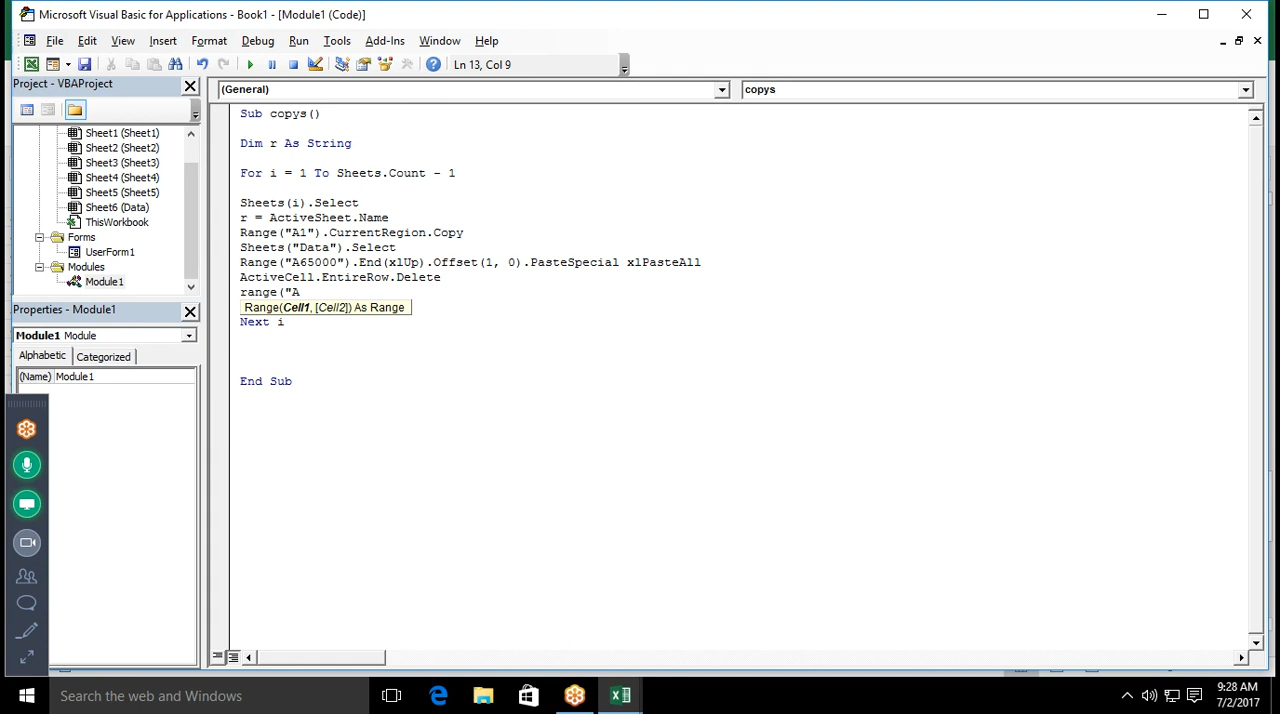 Microsoft Visual Basic for Applications - Book1 - [Module1 (Code)]
File Edit View Insert Format Debug Run Tools Add-Ins Window Help
Ln 13, Col 9
Project - VBAProject
(General)
copys
Sheet1 (Sheet1)
Sheet2 (Sheet2)
Sheet3 (Sheet3)
Sheet4 (Sheet4)
Sheet5 (Sheet5)
Sheet6 (Data)
ThisWorkbook
Forms
UserForm1
Modules
Module1
Properties - Module1
Module1 Module
Alphabetic Categorized
(Name) Module1
Sub copys()
Dim r As String
For i = 1 To Sheets.Count - 1
Sheets(i).Select
r = ActiveSheet.Name
Range("A1").CurrentRegion.Copy
Sheets("Data").Select
Range("A65000").End(xlUp).Offset(1, 0).PasteSpecial xlPasteAll
ActiveCell.EntireRow.Delete
range("A
Range(Cell1, [Cell2]) As Range
Next i
End Sub
Search the web and Windows
9:28 AM
7/2/2017